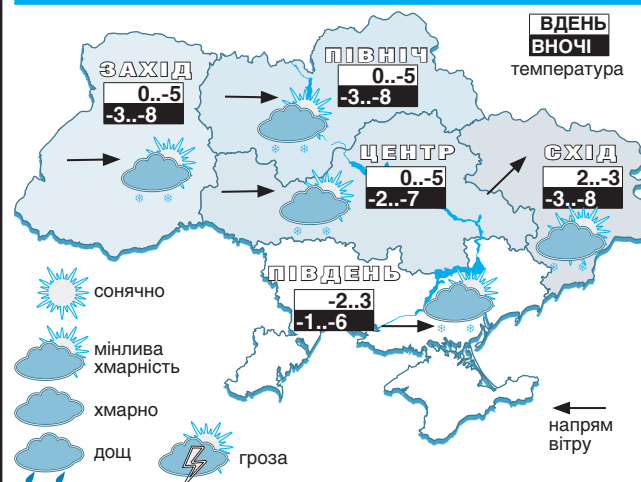 ВДЕНЬ
ВНОЧІ
температура
ЗАХІД
0..-5
-3..-8
ПІВНІЧ
0..-5
-3..-8
ЦЕНТР
0..-5
-2..-7
СХІД
2..-3
-3..-8
ПІВДЕНЬ
-2..3
-1..-6
сонячно
мінлива
хмарність
хмарно
дощ
гроза
напрям
вітру